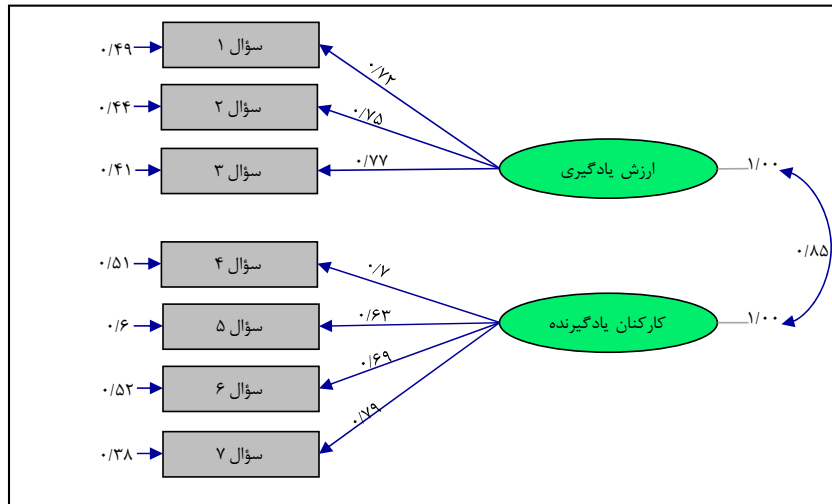 سؤال ۱
۰/۴۹
۰/۷۲
سؤال ۲
۰/۴۴
۰/۷۵
سؤال ۳
۰/۴۱
۰/۷۷
ارزش یادگیری
۱/۰۰
۰/۸۵
سؤال ۴
۰/۵۱
۰/۷
سؤال ۵
۰/۶
۰/۶۳
کارکنان یادگیرنده
۱/۰۰
سؤال ۶
۰/۵۲
۰/۶۹
سؤال ۷
۰/۳۸
۰/۷۹